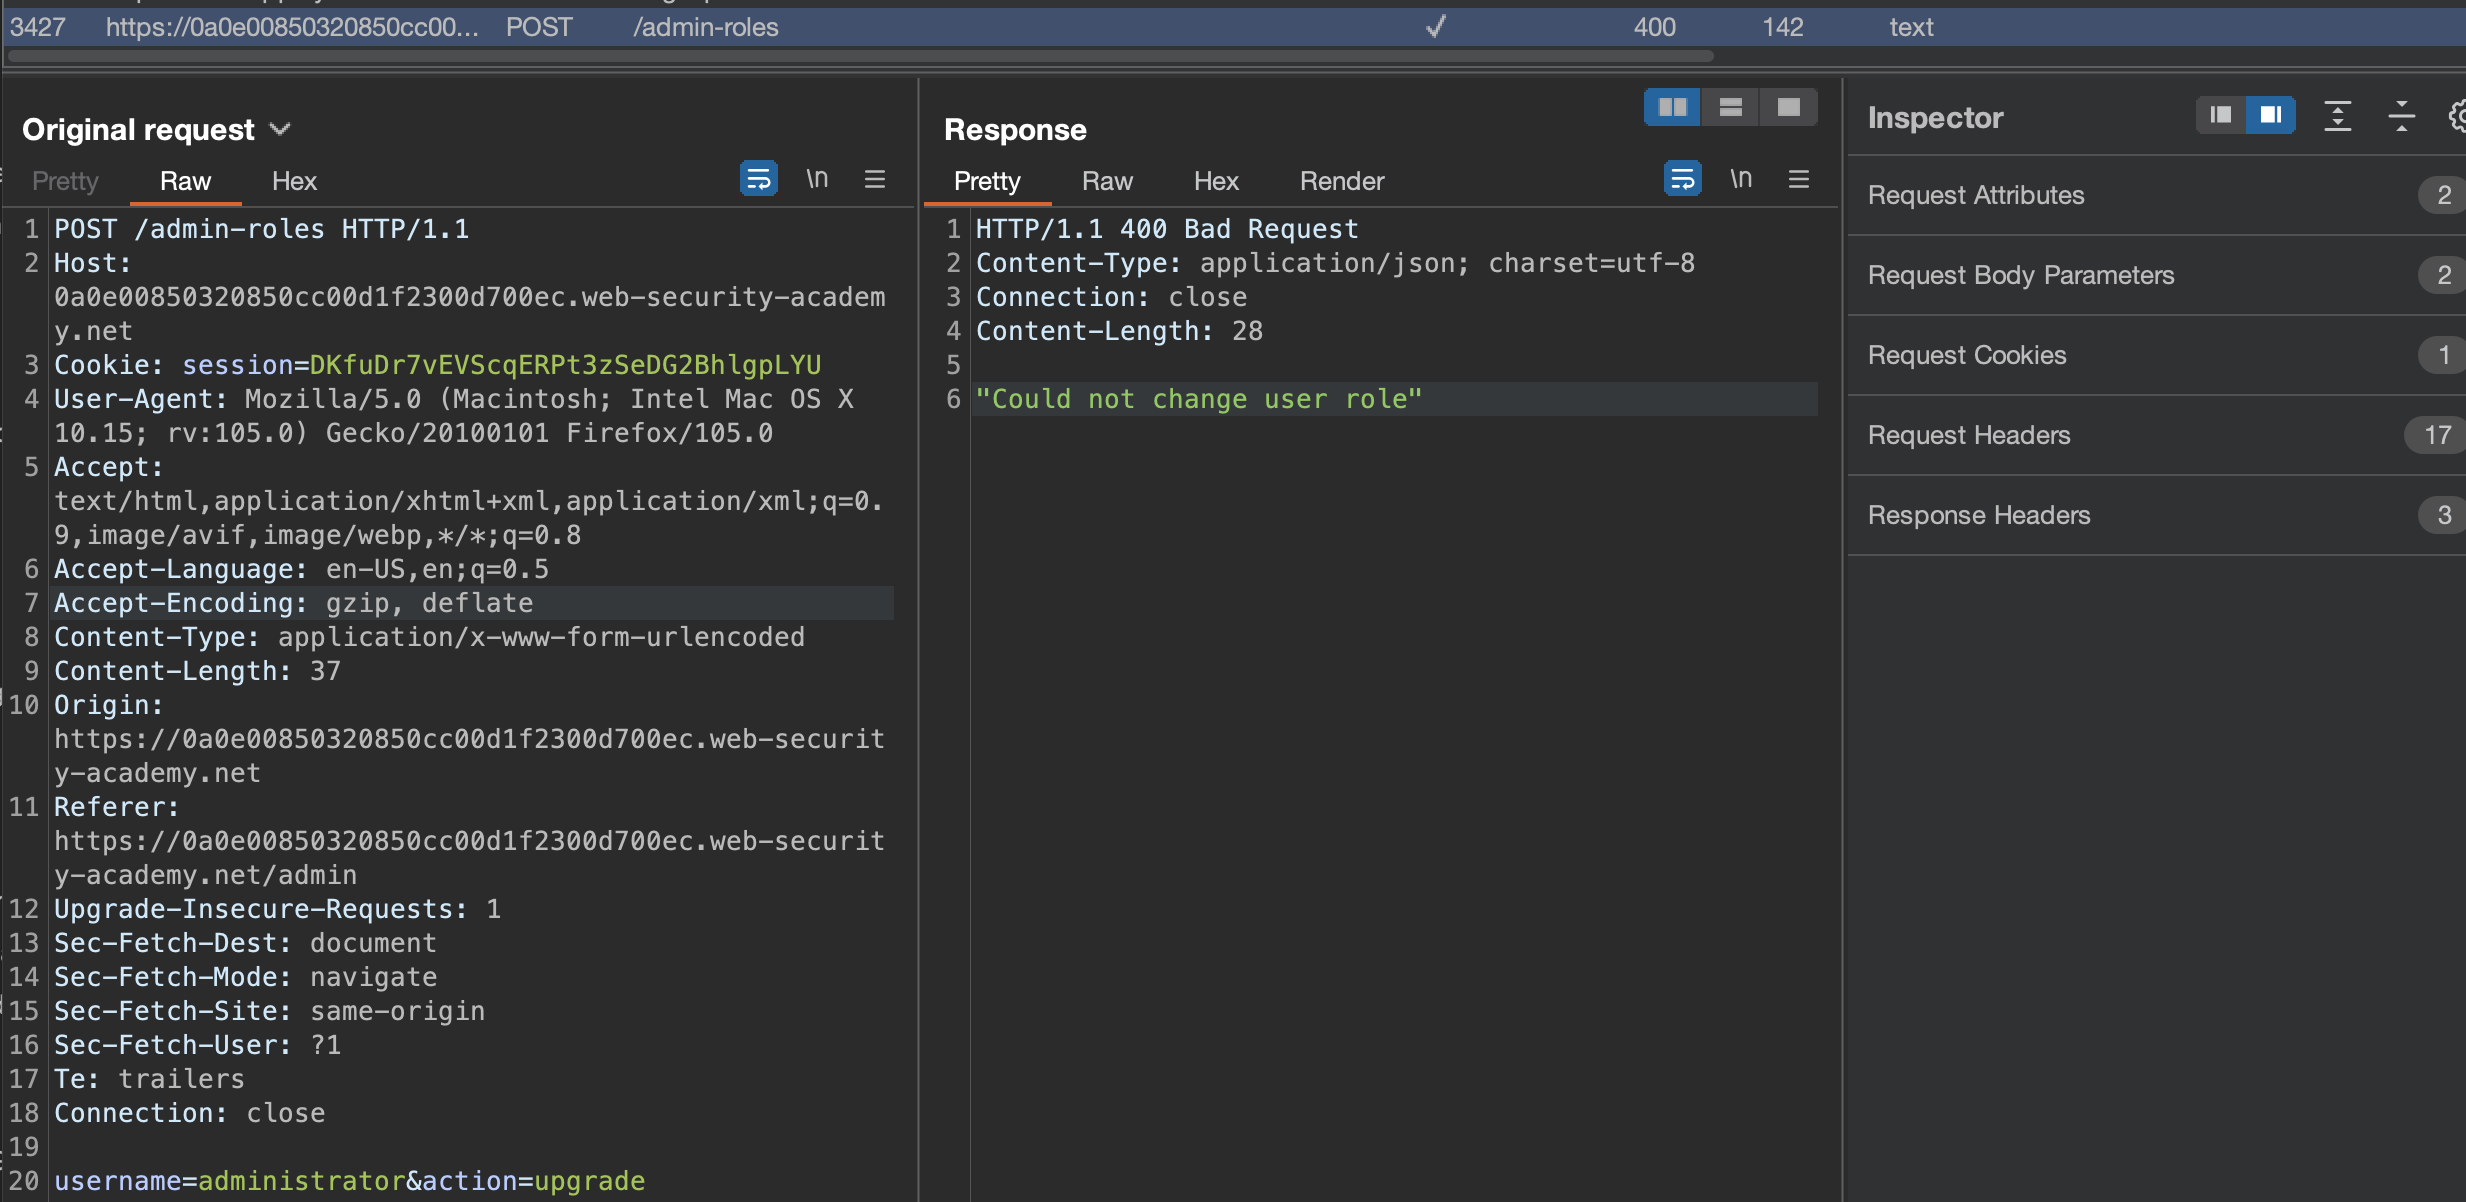 3427 https://0a0e00850320850cc00... POST /admin-roles 400 142 text
Original request
Pretty Raw Hex \n
1 POST /admin-roles HTTP/1.1
2 Host:
0a0e00850320850cc00d1f2300d700ec.web-security-academ
y.net
3 Cookie: session=DKfuDr7vEVScqERPt3zSeDG2BhlgpLYU
4 User-Agent: Mozilla/5.0 (Macintosh; Intel Mac OS X
10.15; rv:105.0) Gecko/20100101 Firefox/105.0
5 Accept:
text/html,application/xhtml+xml,application/xml;q=0.
9,image/avif,image/webp,*/*;q=0.8
6 Accept-Language: en-US,en;q=0.5
7 Accept-Encoding: gzip, deflate
8 Content-Type: application/x-www-form-urlencoded
9 Content-Length: 37
10 Origin:
https://0a0e00850320850cc00d1f2300d700ec.web-securit
y-academy.net
11 Referer:
https://0a0e00850320850cc00d1f2300d700ec.web-securit
y-academy.net/admin
12 Upgrade-Insecure-Requests: 1
13 Sec-Fetch-Dest: document
14 Sec-Fetch-Mode: navigate
15 Sec-Fetch-Site: same-origin
16 Sec-Fetch-User: ?1
17 Te: trailers
18 Connection: close
19
20 username=administrator&action=upgrade
Response
Pretty Raw Hex Render \n
1 HTTP/1.1 400 Bad Request
2 Content-Type: application/json; charset=utf-8
3 Connection: close
4 Content-Length: 28
5
6 "Could not change user role"
Inspector
Request Attributes 2
Request Body Parameters 2
Request Cookies 1
Request Headers 17
Response Headers 3